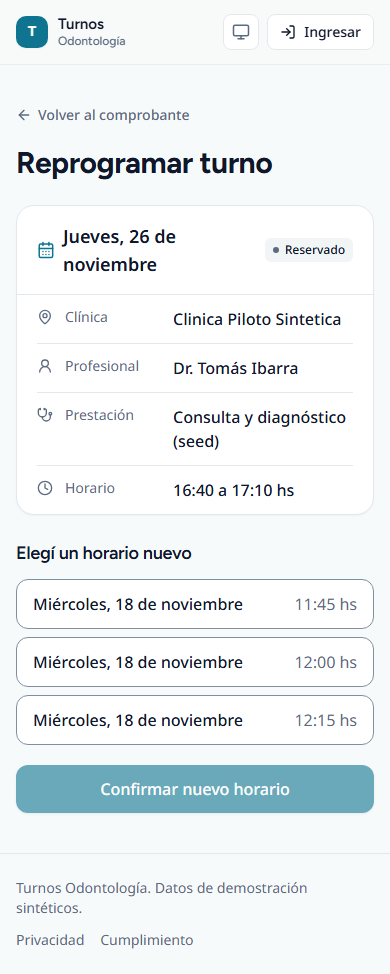 T
Turnos
Odontología
Ingresar
Volver al comprobante
Reprogramar turno
Jueves, 26 de
noviembre
Reservado
Clínica
Clinica Piloto Sintetica
Profesional
Dr. Tomás Ibarra
Prestación
Consulta y diagnóstico
(seed)
Horario
16:40 a 17:10 hs
Elegí un horario nuevo
Miércoles, 18 de noviembre 11:45 hs
Miércoles, 18 de noviembre 12:00 hs
Miércoles, 18 de noviembre 12:15 hs
Confirmar nuevo horario
Turnos Odontología. Datos de demostración
sintéticos.
Privacidad Cumplimiento